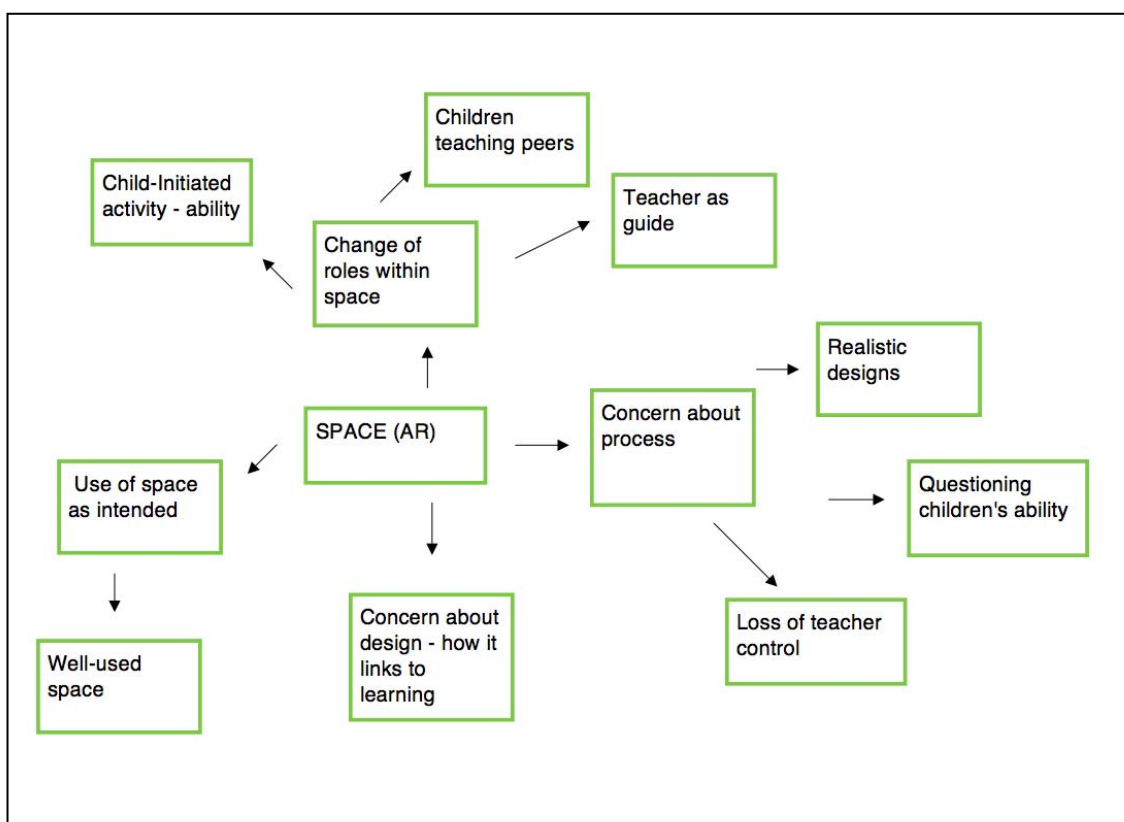 Children
teaching peers
Child-Initiated
activity - ability
Teacher as
guide
Change of
roles within
space
Realistic
designs
SPACE (AR)
Concern about
process
Use of space
as intended
Questioning
children's ability
Concern about
design - how it
links to
learning
Loss of teacher
control
Well-used
space